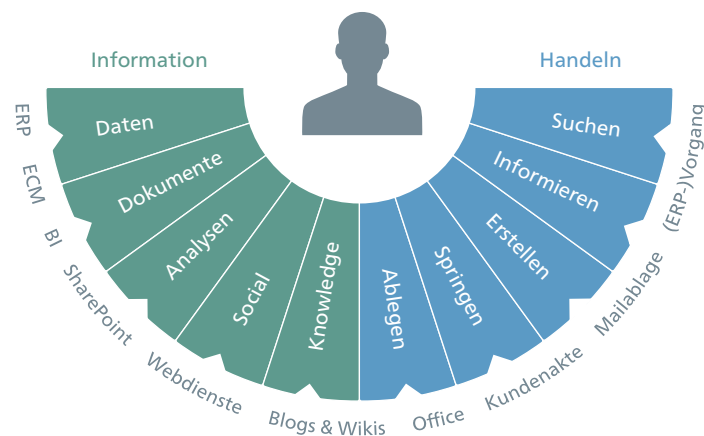 Information
Handeln
Daten
Dokumente
Analysen
Social
Knowledge
Ablegen
Springen
Erstellen
Informieren
Suchen
ERP
ECM
BI
SharePoint
Webdienste
Blogs & Wikis
Office
Kundenakte
Mailablage
(ERP-)Vorgang